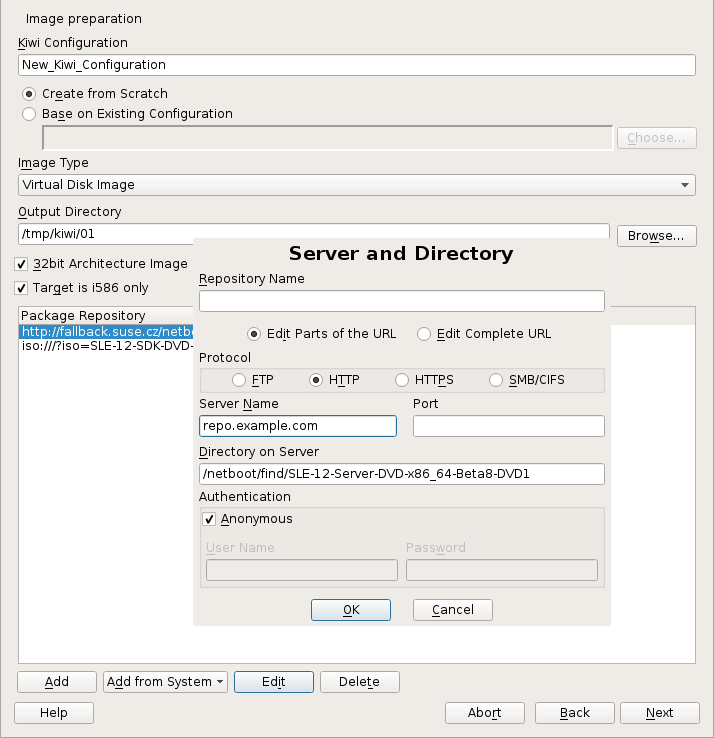 Image preparation
Kiwi Configuration
New_Kiwi_Configuration
Create from Scratch
Base on Existing Configuration
Choose...
Image Type
Virtual Disk Image
Output Directory
/tmp/kiwi/01
Browse...
32bit Architecture Image
Target is i586 only
Package Repository
http://fallback.suse.cz/netbo
iso:///?iso=SLE-12-SDK-DVD-
Server and Directory
Repository Name
Edit Parts of the URL Edit Complete URL
Protocol
FTP HTTP HTTPS SMB/CIFS
Server Name Port
repo.example.com
Directory on Server
/netboot/find/SLE-12-Server-DVD-x86_64-Beta8-DVD1
Authentication
Anonymous
User Name Password
OK Cancel
Add Add from System Edit Delete
Help Abort Back Next